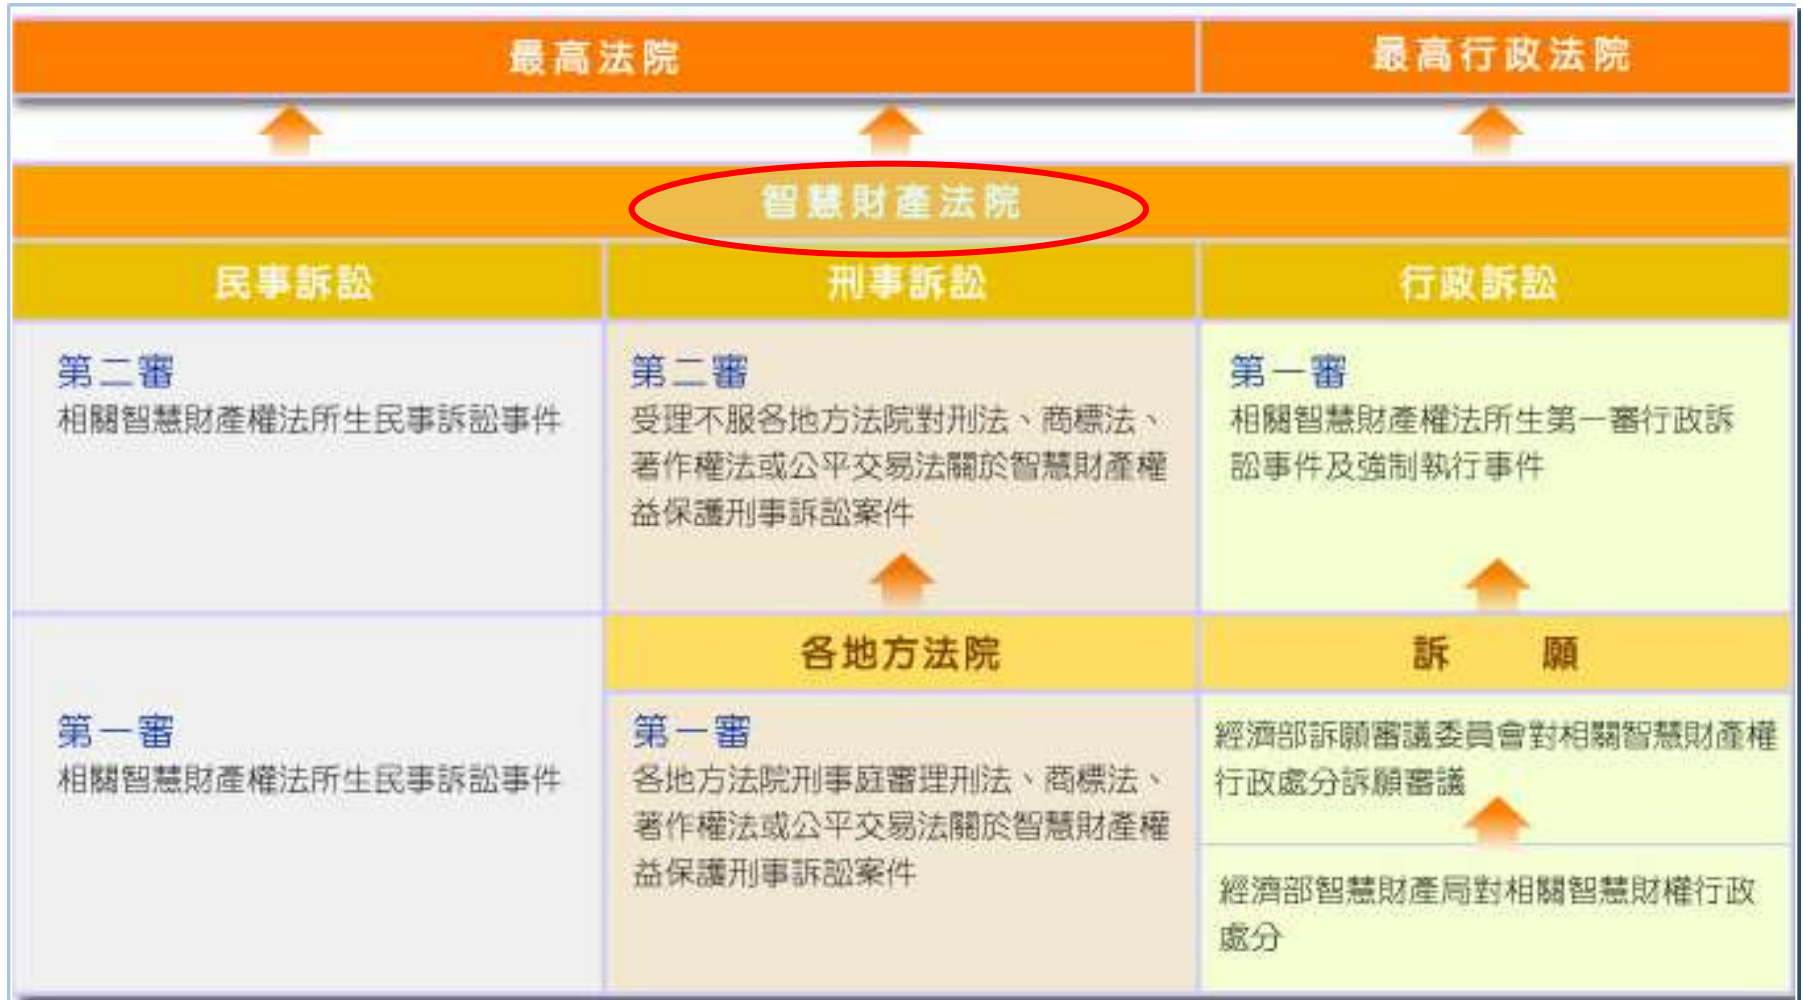 最高法院
最高行政法院
智慧財產法院
民事訴訟
刑事訴訟
行政訴訟
第二審
相關智慧財產權法所生民事訴訟事件
第二審
受理不服各地方法院對刑法、商標法、
著作權法或公平交易法關於智慧財產權
益保護刑事訴訟案件
第一審
相關智慧財產權法所生第一審行政訴
訟事件及強制執行事件
第一審
相關智慧財產權法所生民事訴訟事件
各地方法院
第一審
各地方法院刑事庭審理刑法、商標法、
著作權法或公平交易法關於智慧財產權
益保護刑事訴訟案件
訴 願
經濟部訴願審議委員會對相關智慧財產權
行政處分訴願審議
經濟部智慧財產局對相關智慧財權行政
處分